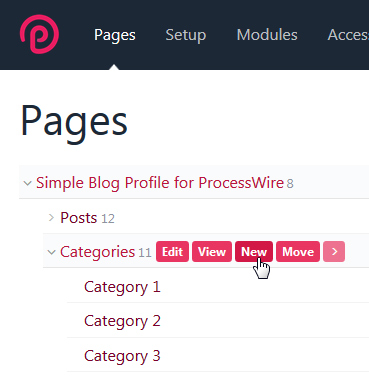 Pages Setup Modules Acces
Pages
Simple Blog Profile for ProcessWire 8
Posts 12
Categories 11 Edit View New Move >
Category 1
Category 2
Category 3